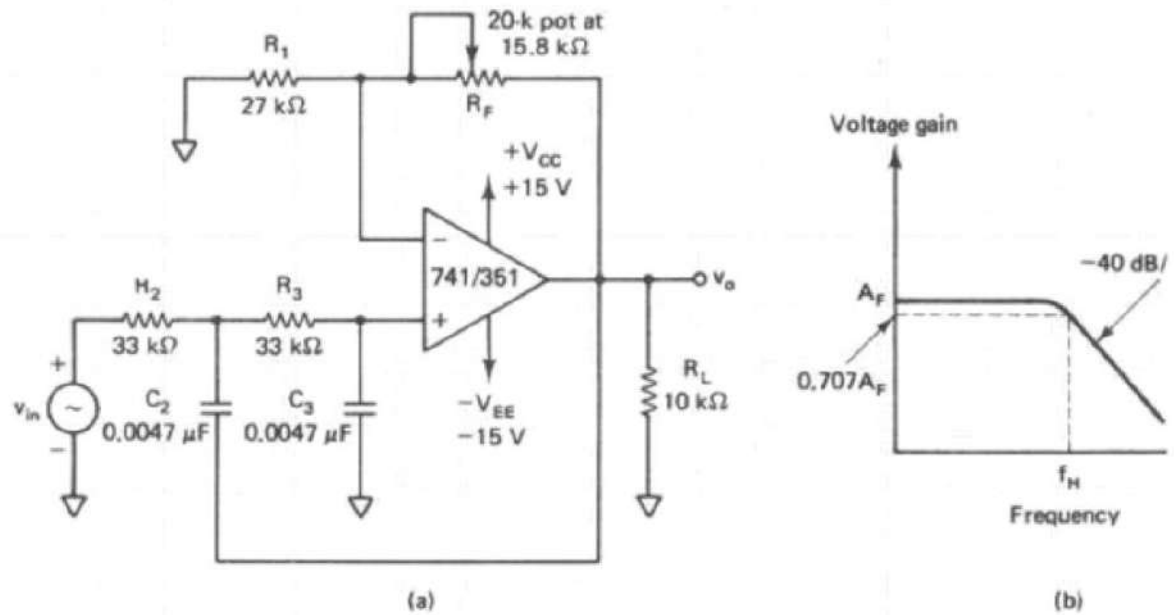 20-k pot at
15.8 kΩ
R1
27 kΩ
RF
+VCC
+15 V
741/351
−
+
H2
33 kΩ
R3
33 kΩ
+
vin
~
−
C2
0.0047 μF
C3
0.0047 μF
−VEE
−15 V
vo
RL
10 kΩ
(a)
Voltage gain
AF
0.707AF
−40 dB/
fH
Frequency
(b)